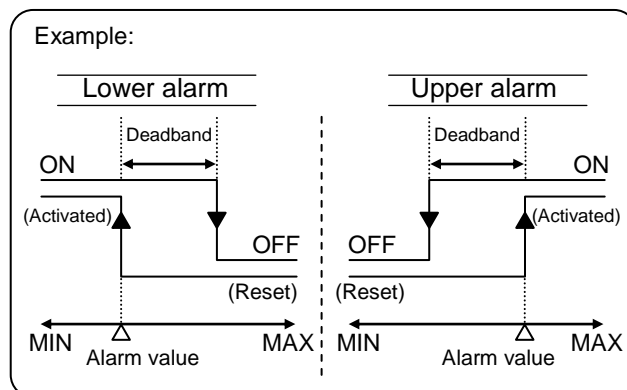 Example:
Lower alarm
Deadband
ON
(Activated)
OFF
(Reset)
MIN
MAX
Alarm value
Upper alarm
Deadband
ON
(Activated)
OFF
(Reset)
MIN
MAX
Alarm value